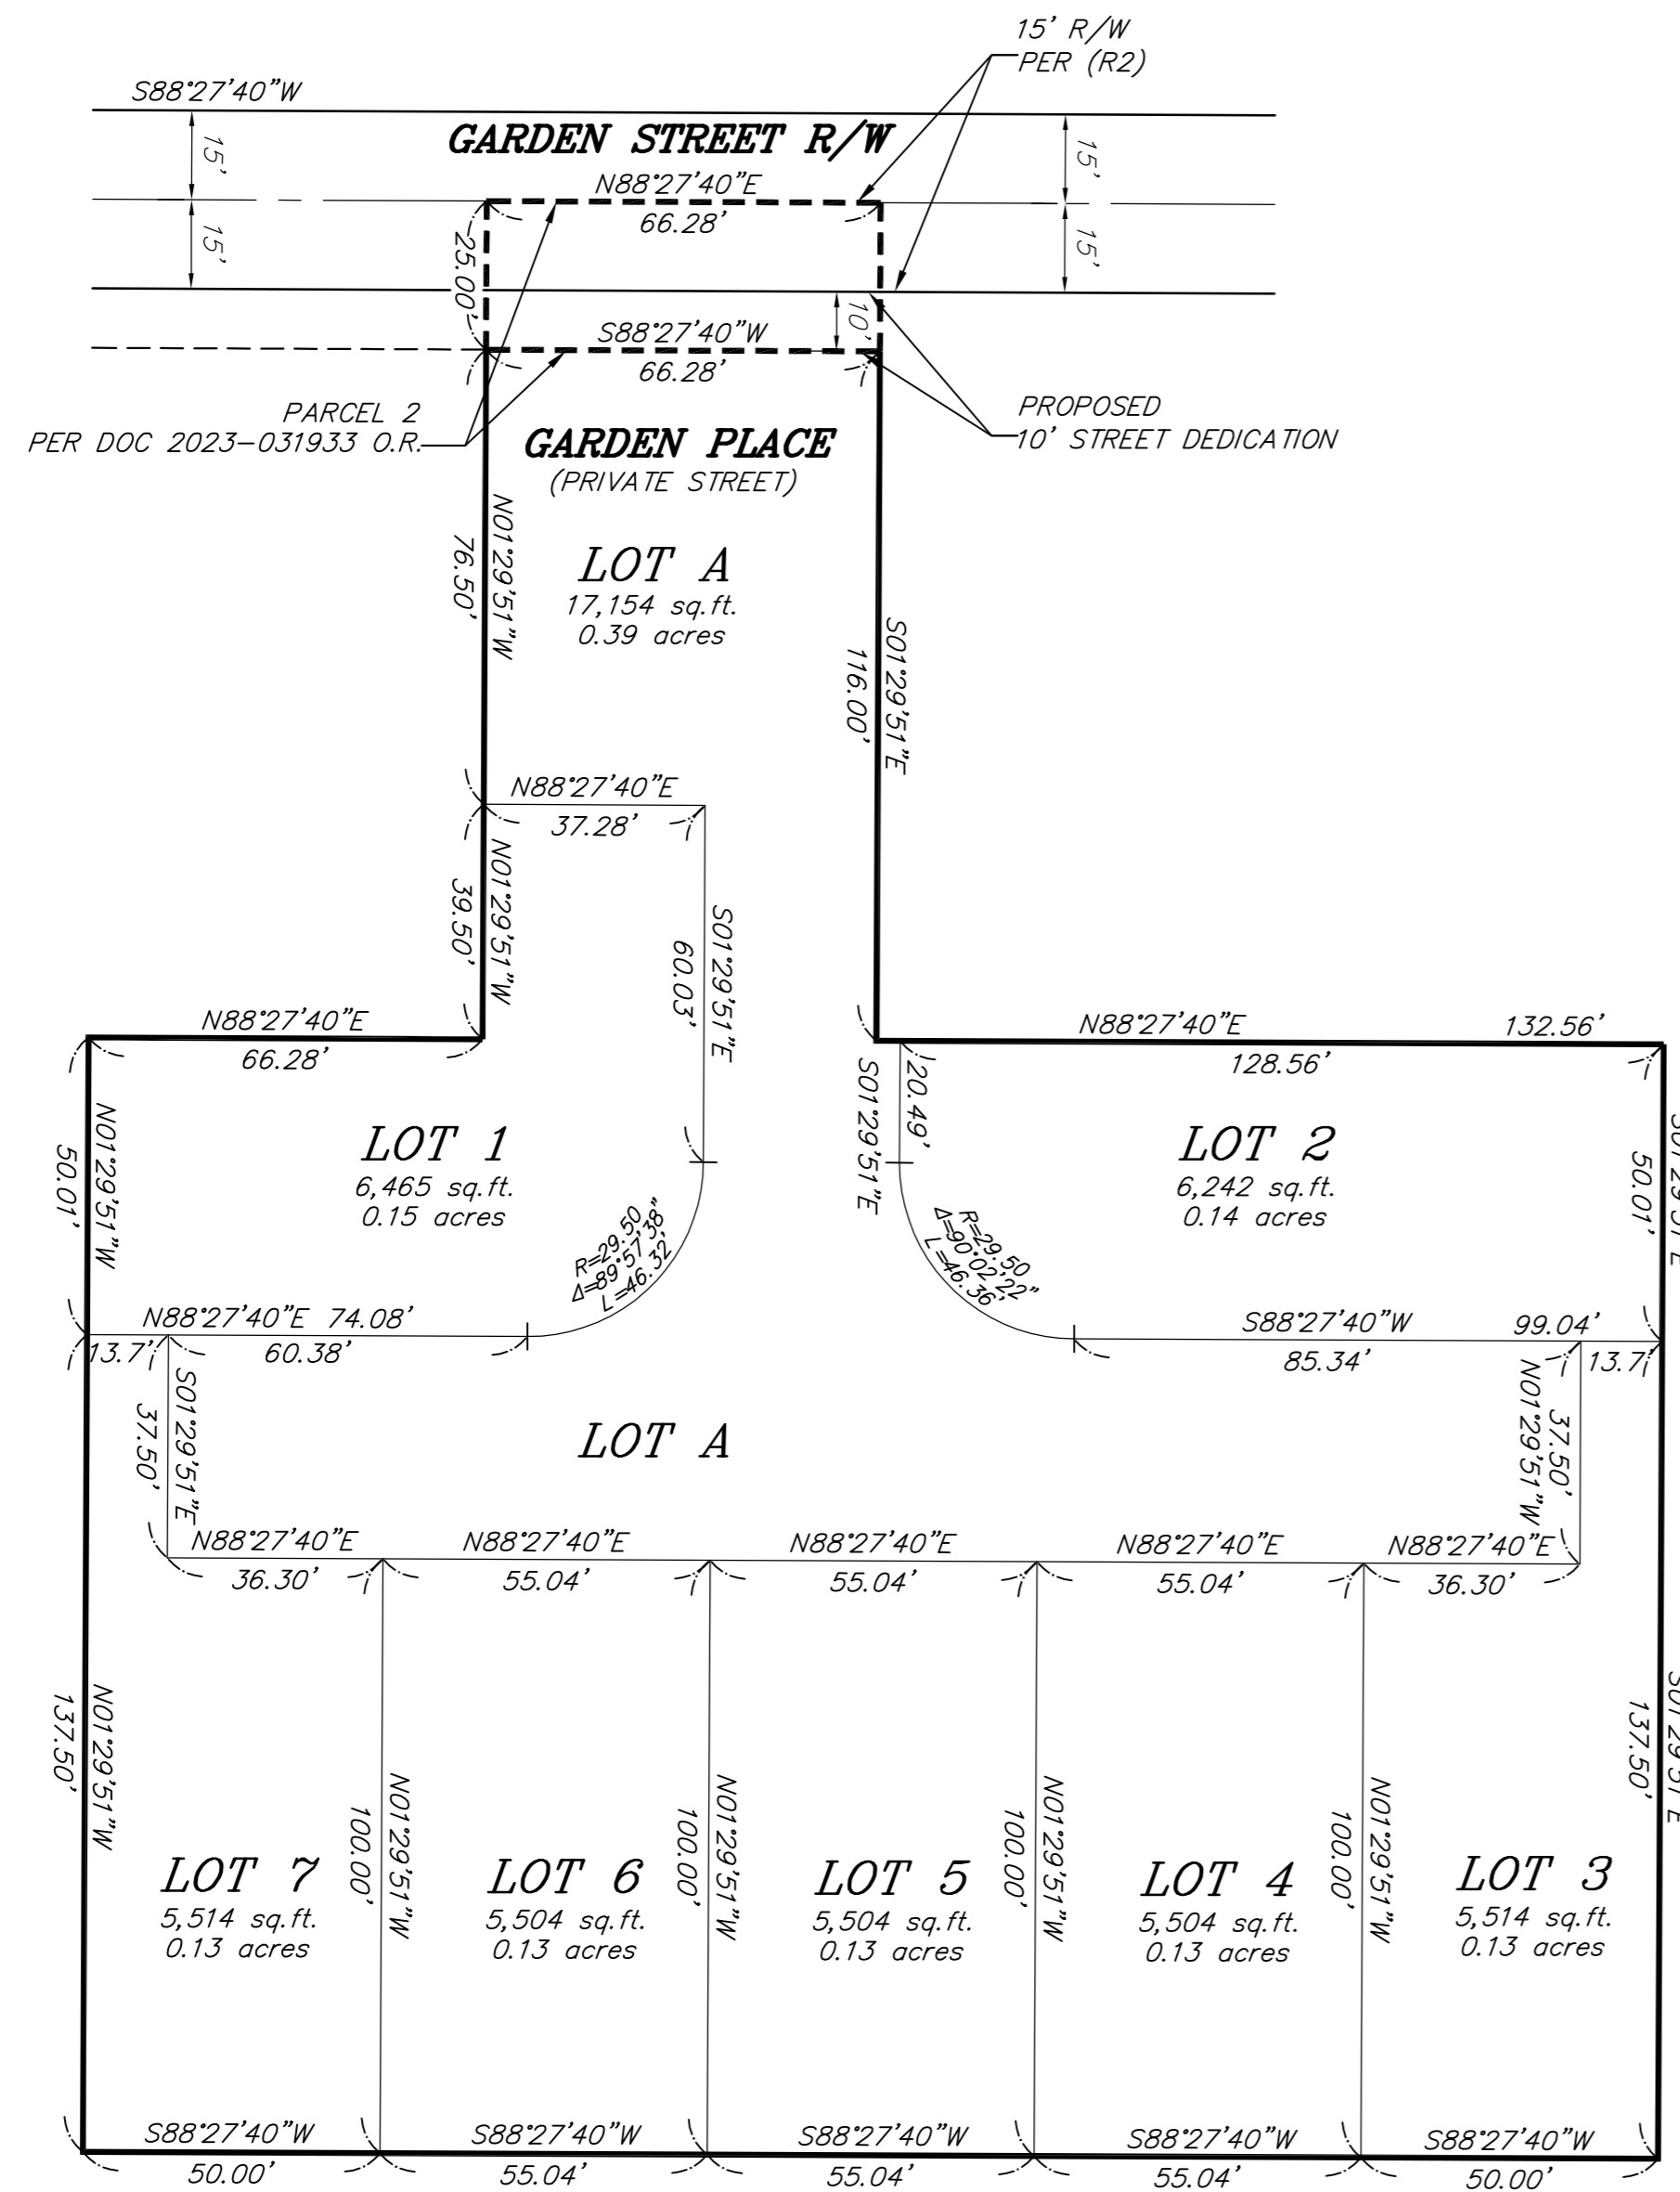 15' R/W
PER (R2)
S88°27'40"W
15'
GARDEN STREET R/W
15'
N88°27'40"E
66.28'
15'
15'
25.00'
10'
S88°27'40"W
66.28'
PARCEL 2
PER DOC 2023-031933 O.R.
PROPOSED
10' STREET DEDICATION
GARDEN PLACE
(PRIVATE STREET)
N01°29'51"W
76.50'
LOT A
17,154 sq.ft.
0.39 acres
S01°29'51"E
116.00'
N88°27'40"E
37.28'
N01°29'51"W
39.50'
S01°29'51"E
60.03'
N88°27'40"E
66.28'
N88°27'40"E
132.56'
128.56'
N01°29'51"W
50.01'
LOT 1
6,465 sq.ft.
0.15 acres
20.49'
S01°29'51"E
LOT 2
6,242 sq.ft.
0.14 acres
S01°29'51"E
50.01'
R=29.50
Δ=89°57'38"
L=46.32'
R=29.50
Δ=90°02'22"
L=46.36'
N88°27'40"E 74.08'
13.7'
60.38'
S88°27'40"W
99.04'
85.34'
13.7'
S01°29'51"E
37.50'
LOT A
37.50'
N01°29'51"W
N88°27'40"E
36.30'
N88°27'40"E
55.04'
N88°27'40"E
55.04'
N88°27'40"E
55.04'
N88°27'40"E
36.30'
N01°29'51"W
137.50'
N01°29'51"W
100.00'
N01°29'51"W
100.00'
N01°29'51"W
100.00'
N01°29'51"W
100.00'
S01°29'51"E
137.50'
LOT 7
5,514 sq.ft.
0.13 acres
LOT 6
5,504 sq.ft.
0.13 acres
LOT 5
5,504 sq.ft.
0.13 acres
LOT 4
5,504 sq.ft.
0.13 acres
LOT 3
5,514 sq.ft.
0.13 acres
S88°27'40"W
50.00'
S88°27'40"W
55.04'
S88°27'40"W
55.04'
S88°27'40"W
55.04'
S88°27'40"W
50.00'